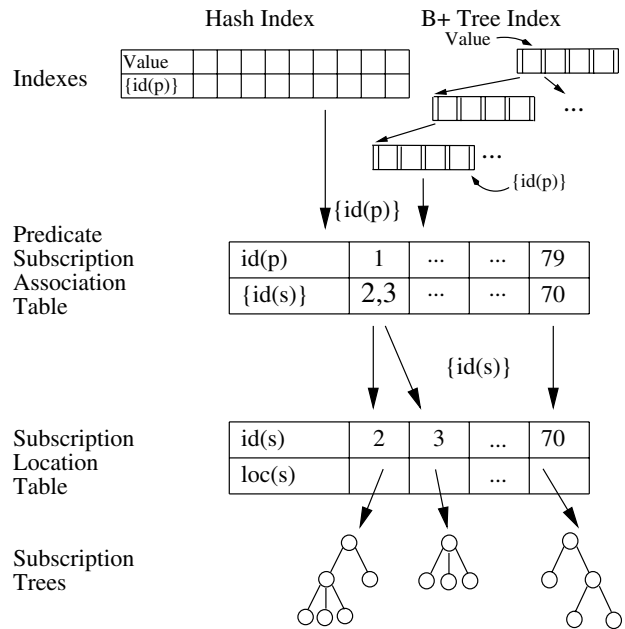 Hash Index
B+ Tree Index
Value
Indexes
Value
{id(p)}
...
...
{id(p)}
{id(p)}
Predicate
Subscription
Association
Table
id(p) 1 ... ... 79
{id(s)} 2,3 ... ... 70
{id(s)}
Subscription
Location
Table
id(s) 2 3 ... 70
loc(s) ...
Subscription
Trees